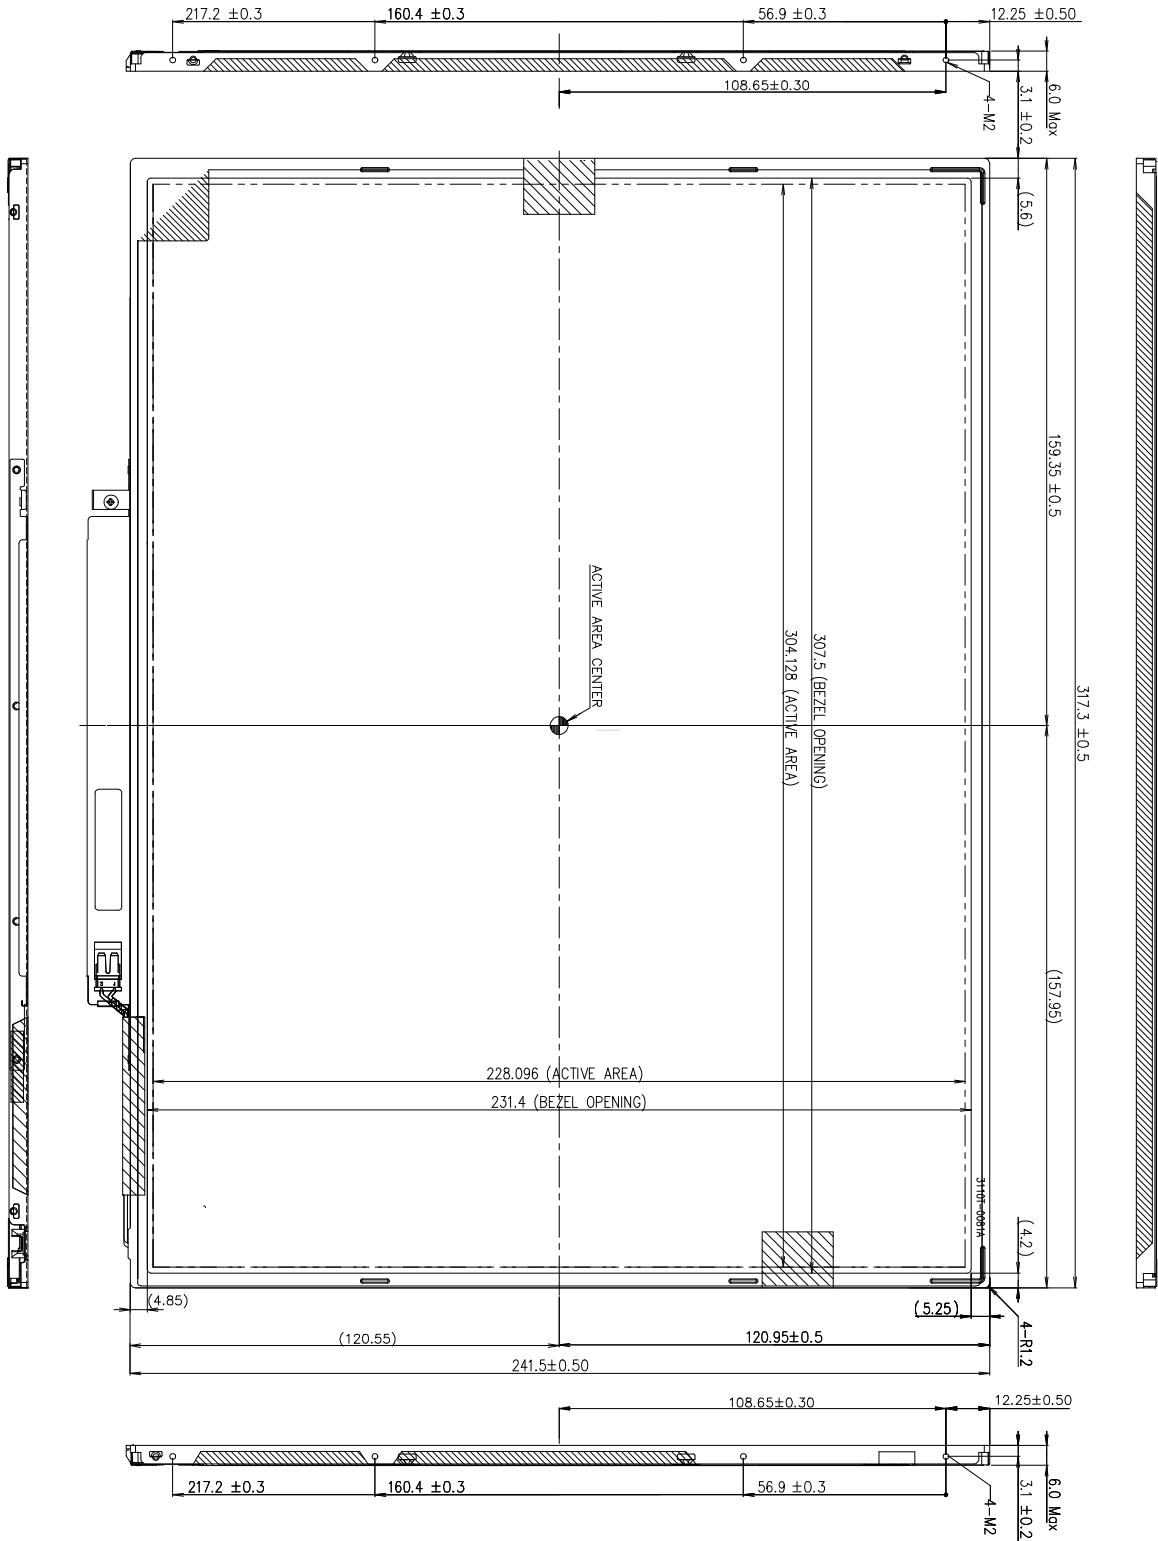 217.2 ±0.3
160.4 ±0.3
56.9 ±0.3
12.25 ±0.50
108.65±0.30
4-M2
3.1 ±0.2
6.0 Max
(5.6)
159.35 ±0.5
317.3 ±0.5
ACTIVE AREA CENTER
304.128 (ACTIVE AREA)
307.5 (BEZEL OPENING)
(157.95)
228.096 (ACTIVE AREA)
231.4 (BEZEL OPENING)
3110T-0081A
(4.2)
(4.85)
(5.25)
4-R1.2
(120.55)
120.95±0.5
241.5±0.50
108.65±0.30
12.25±0.50
217.2 ±0.3
160.4 ±0.3
56.9 ±0.3
4-M2
3.1 ±0.2
6.0 Max